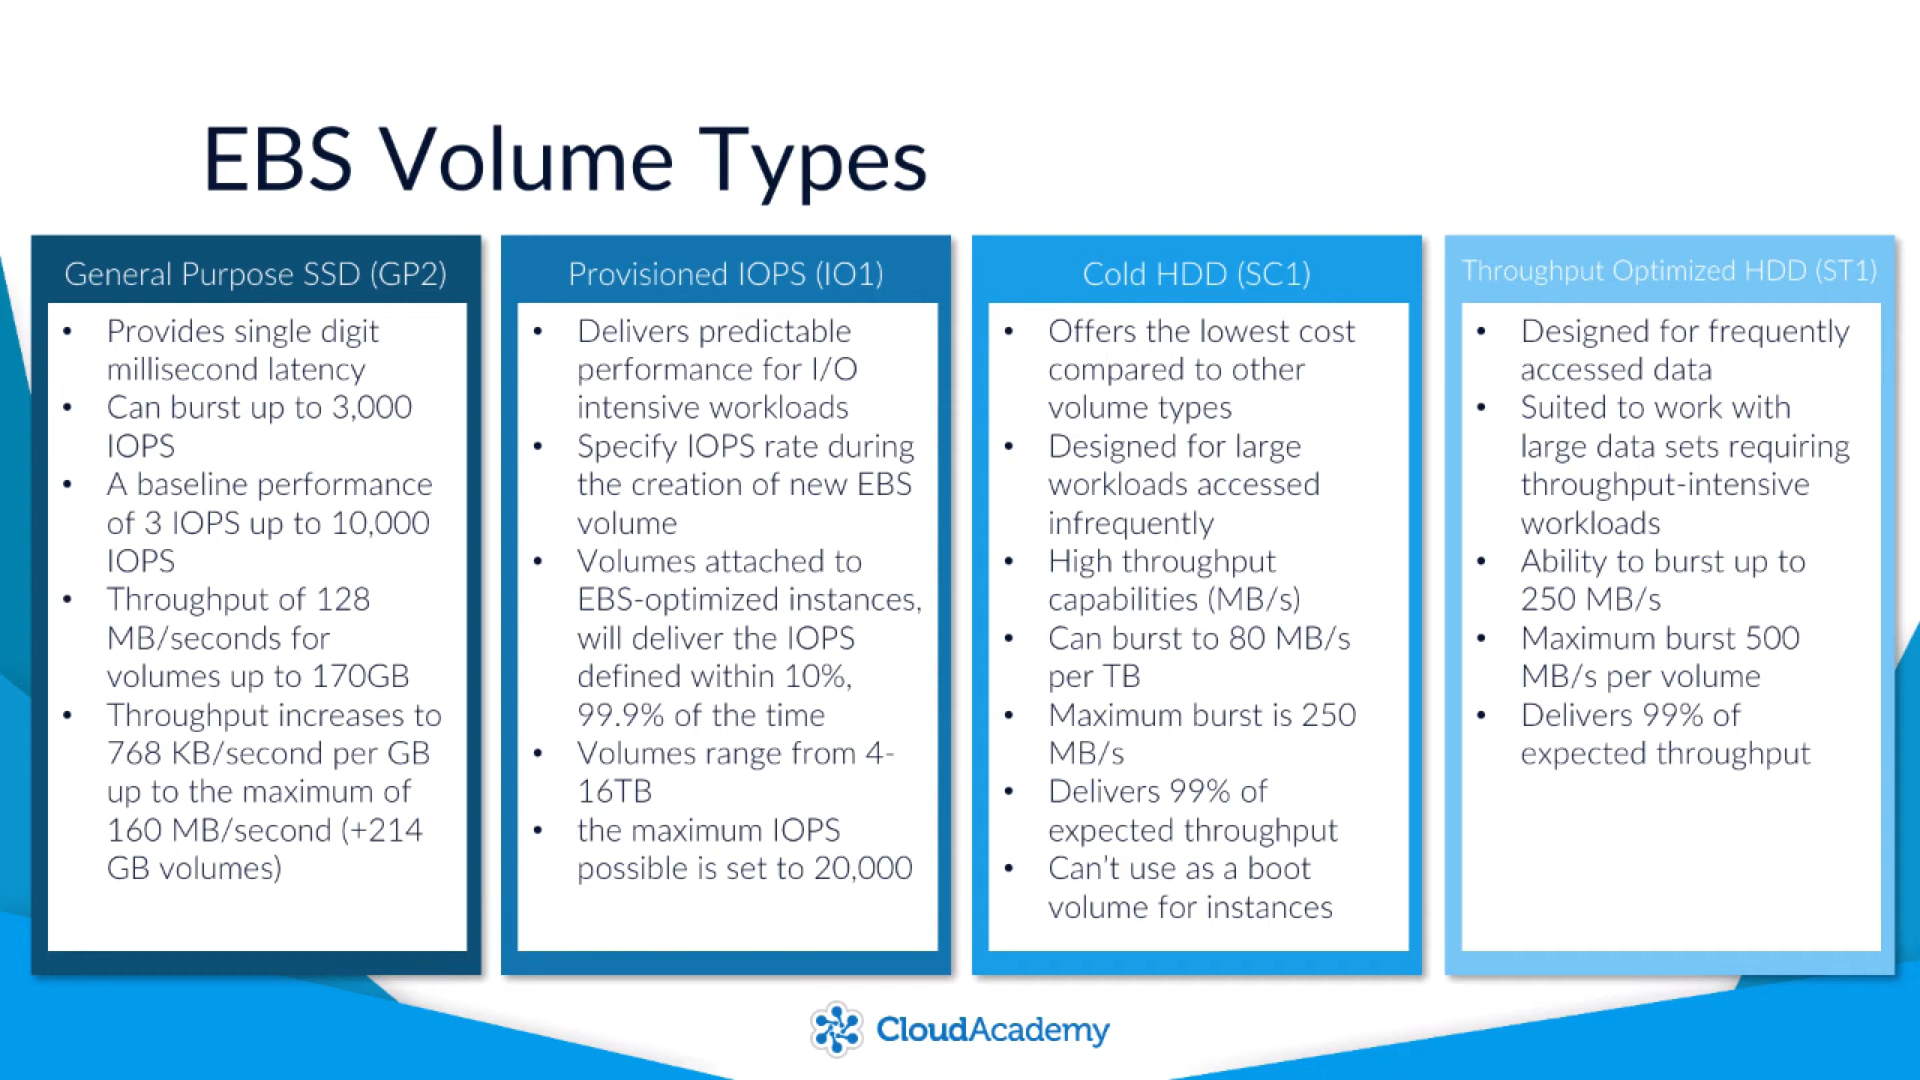 EBS Volume Types
General Purpose SSD (GP2)
• Provides single digit
millisecond latency
• Can burst up to 3,000
IOPS
• A baseline performance
of 3 IOPS up to 10,000
IOPS
• Throughput of 128
MB/seconds for
volumes up to 170GB
• Throughput increases to
768 KB/second per GB
up to the maximum of
160 MB/second (+214
GB volumes)
Provisioned IOPS (IO1)
• Delivers predictable
performance for I/O
intensive workloads
• Specify IOPS rate during
the creation of new EBS
volume
• Volumes attached to
EBS-optimized instances,
will deliver the IOPS
defined within 10%,
99.9% of the time
• Volumes range from 4-
16TB
• the maximum IOPS
possible is set to 20,000
Cold HDD (SC1)
• Offers the lowest cost
compared to other
volume types
• Designed for large
workloads accessed
infrequently
• High throughput
capabilities (MB/s)
• Can burst to 80 MB/s
per TB
• Maximum burst is 250
MB/s
• Delivers 99% of
expected throughput
• Can't use as a boot
volume for instances
Throughput Optimized HDD (ST1)
• Designed for frequently
accessed data
• Suited to work with
large data sets requiring
throughput-intensive
workloads
• Ability to burst up to
250 MB/s
• Maximum burst 500
MB/s per volume
• Delivers 99% of
expected throughput
CloudAcademy